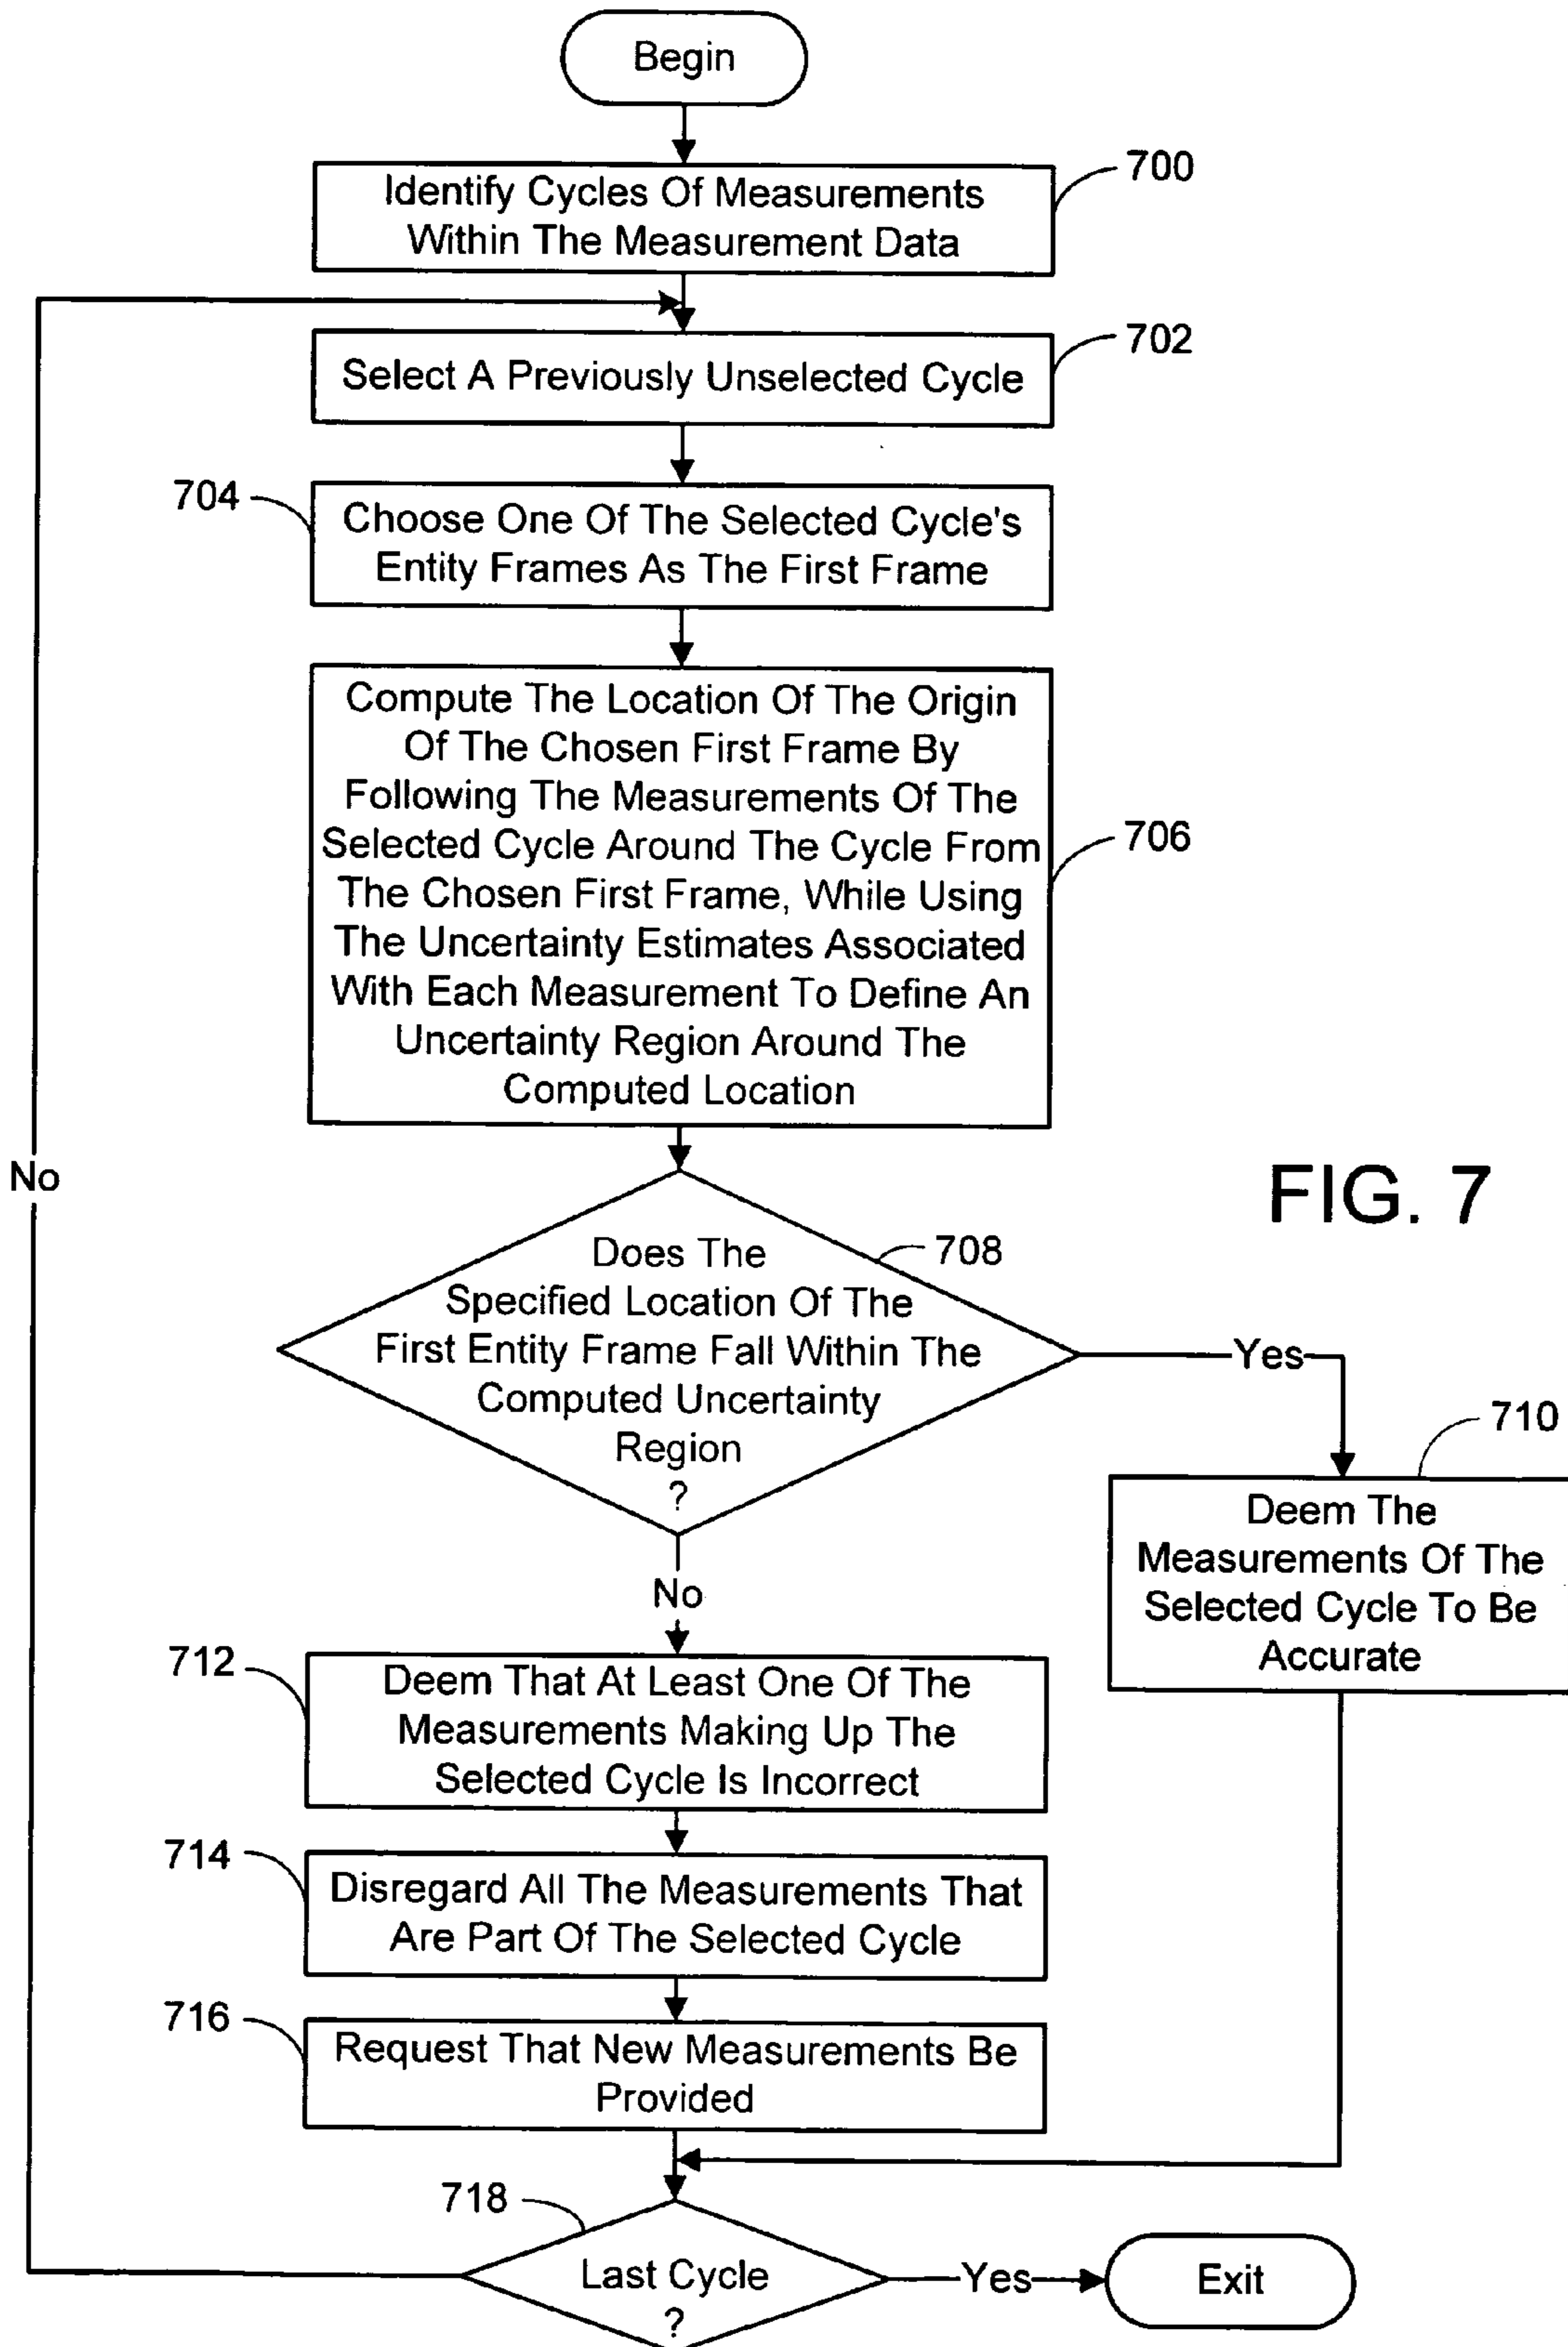 Begin
700
Identify Cycles Of Measurements
Within The Measurement Data
702
Select A Previously Unselected Cycle
704
Choose One Of The Selected Cycle's
Entity Frames As The First Frame
706
Compute The Location Of The Origin
Of The Chosen First Frame By
Following The Measurements Of The
Selected Cycle Around The Cycle From
The Chosen First Frame, While Using
The Uncertainty Estimates Associated
With Each Measurement To Define An
Uncertainty Region Around The
Computed Location
No
FIG. 7
708
Does The
Specified Location Of The
First Entity Frame Fall Within The
Computed Uncertainty
Region
?
Yes
710
Deem The
Measurements Of The
Selected Cycle To Be
Accurate
No
712
Deem That At Least One Of The
Measurements Making Up The
Selected Cycle Is Incorrect
714
Disregard All The Measurements That
Are Part Of The Selected Cycle
716
Request That New Measurements Be
Provided
718
Last Cycle
?
Yes
Exit